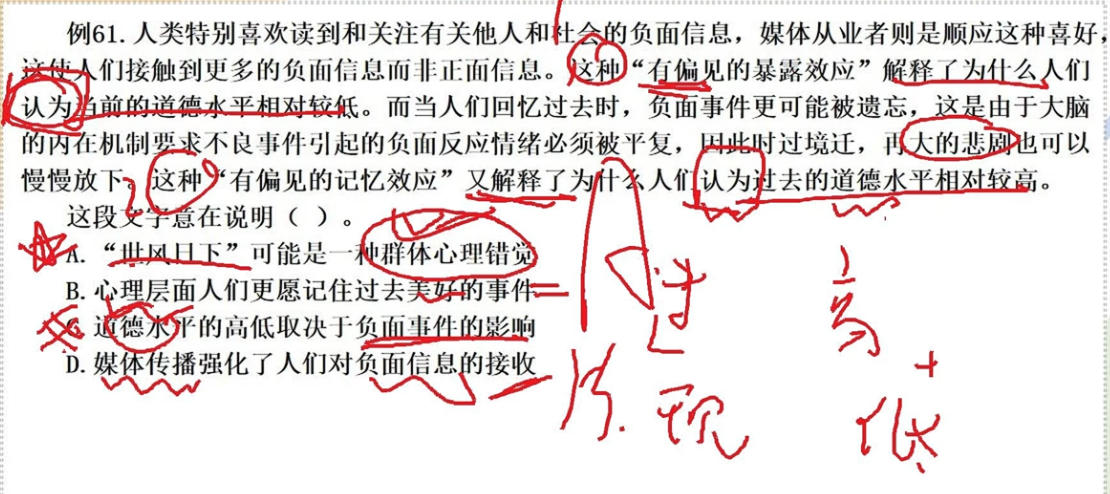 例61.人类特别喜欢读到和关注有关他人和社会的负面信息，媒体从业者则是顺应这种喜好，
这使人们接触到更多的负面信息而非正面信息。这种“有偏见的暴露效应”解释了为什么人们
认为当前的道德水平相对较低。而当人们回忆过去时，负面事件更可能被遗忘，这是由于大脑
的内在机制要求不良事件引起的负面反应情绪必须被平复，因此时过境迁，再大的悲剧也可以
慢慢放下。这种“有偏见的记忆效应”又解释了为什么人们认为过去的道德水平相对较高。
这段文字意在说明（ ）。
A.“世风日下”可能是一种群体心理错觉
B.心理层面人们更愿记住过去美好的事件
C.道德水平的高低取决于负面事件的影响
D.媒体传播强化了人们对负面信息的接收
过 高
现 低